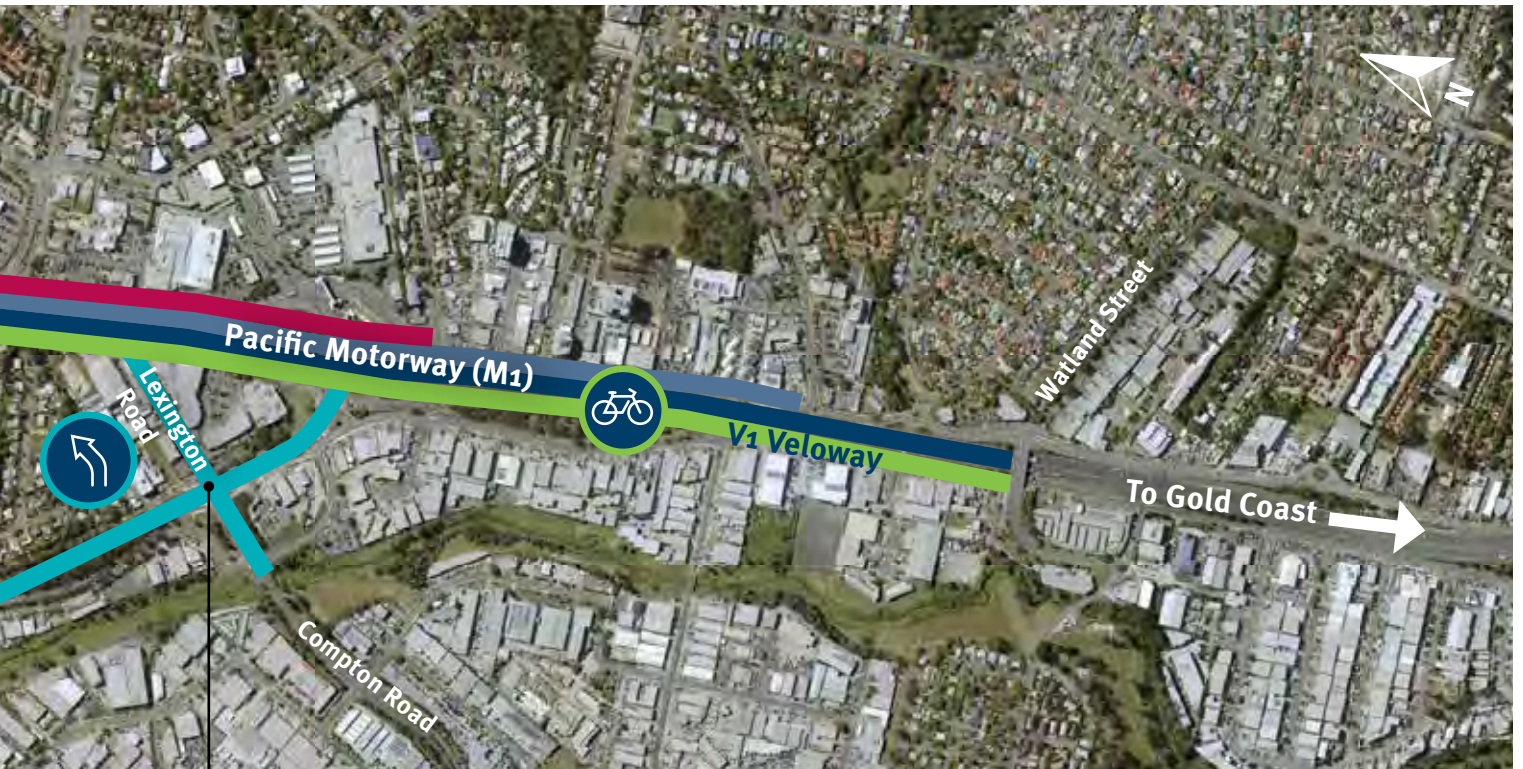 N
Watland Street
Pacific Motorway (M1)
Lexington
Road
V1 Veloway
To Gold Coast
Compton Road